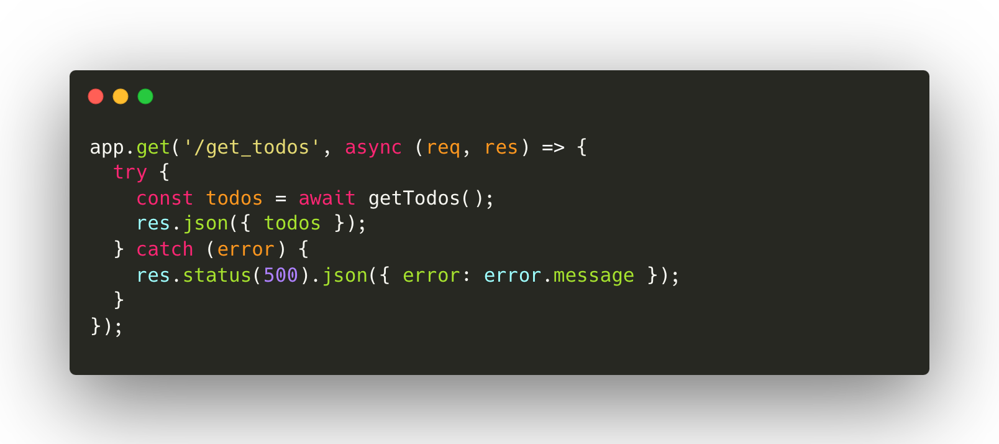 app.get('/get_todos', async (req, res) => {
  try {
    const todos = await getTodos();
    res.json({ todos });
  } catch (error) {
    res.status(500).json({ error: error.message });
  }
});